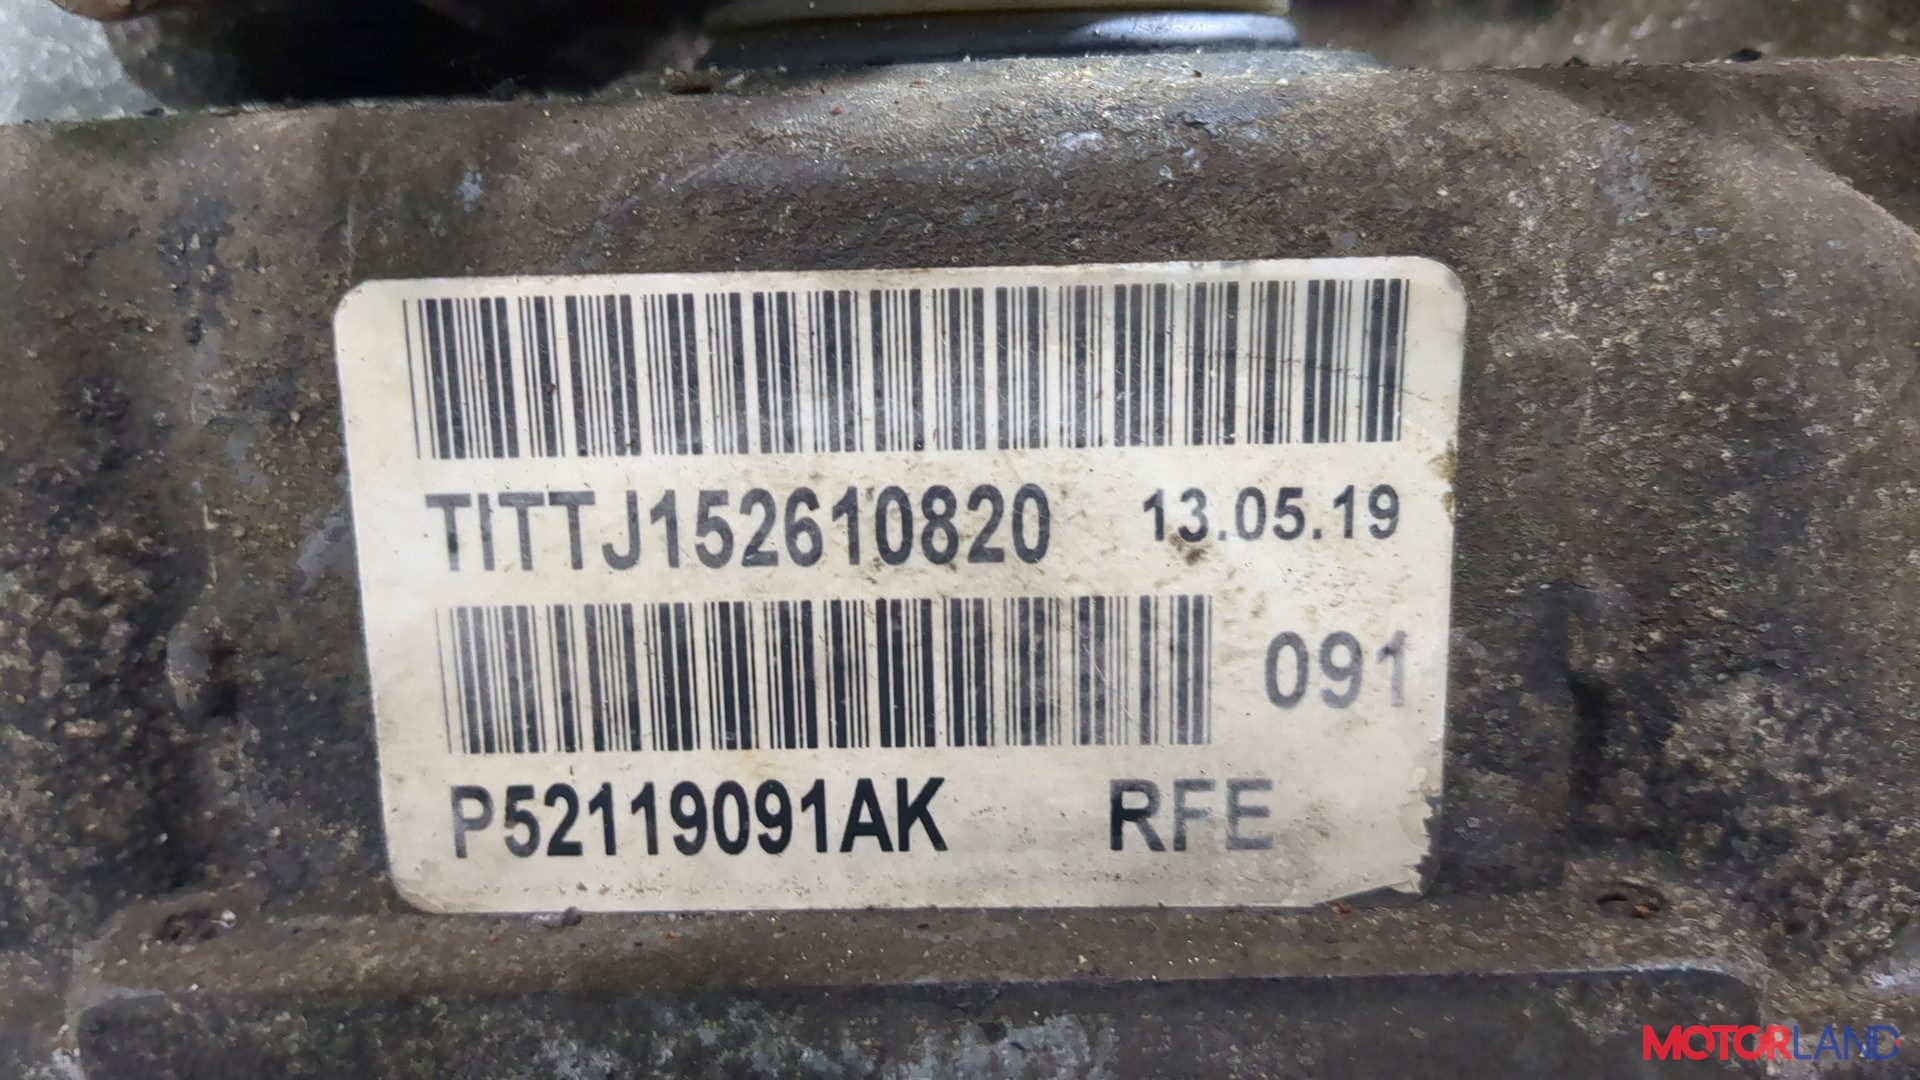 TITTJ152610820 13.05.19
091
P52119091AK RFE
MOTORLAND